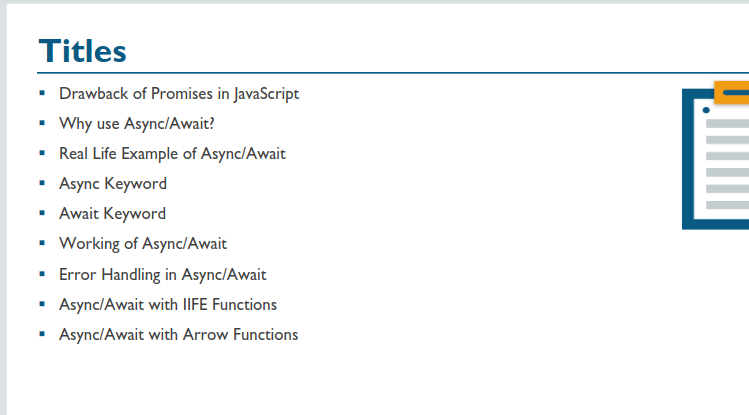 Titles
▪ Drawback of Promises in JavaScript
▪ Why use Async/Await?
▪ Real Life Example of Async/Await
▪ Async Keyword
▪ Await Keyword
▪ Working of Async/Await
▪ Error Handling in Async/Await
▪ Async/Await with IIFE Functions
▪ Async/Await with Arrow Functions